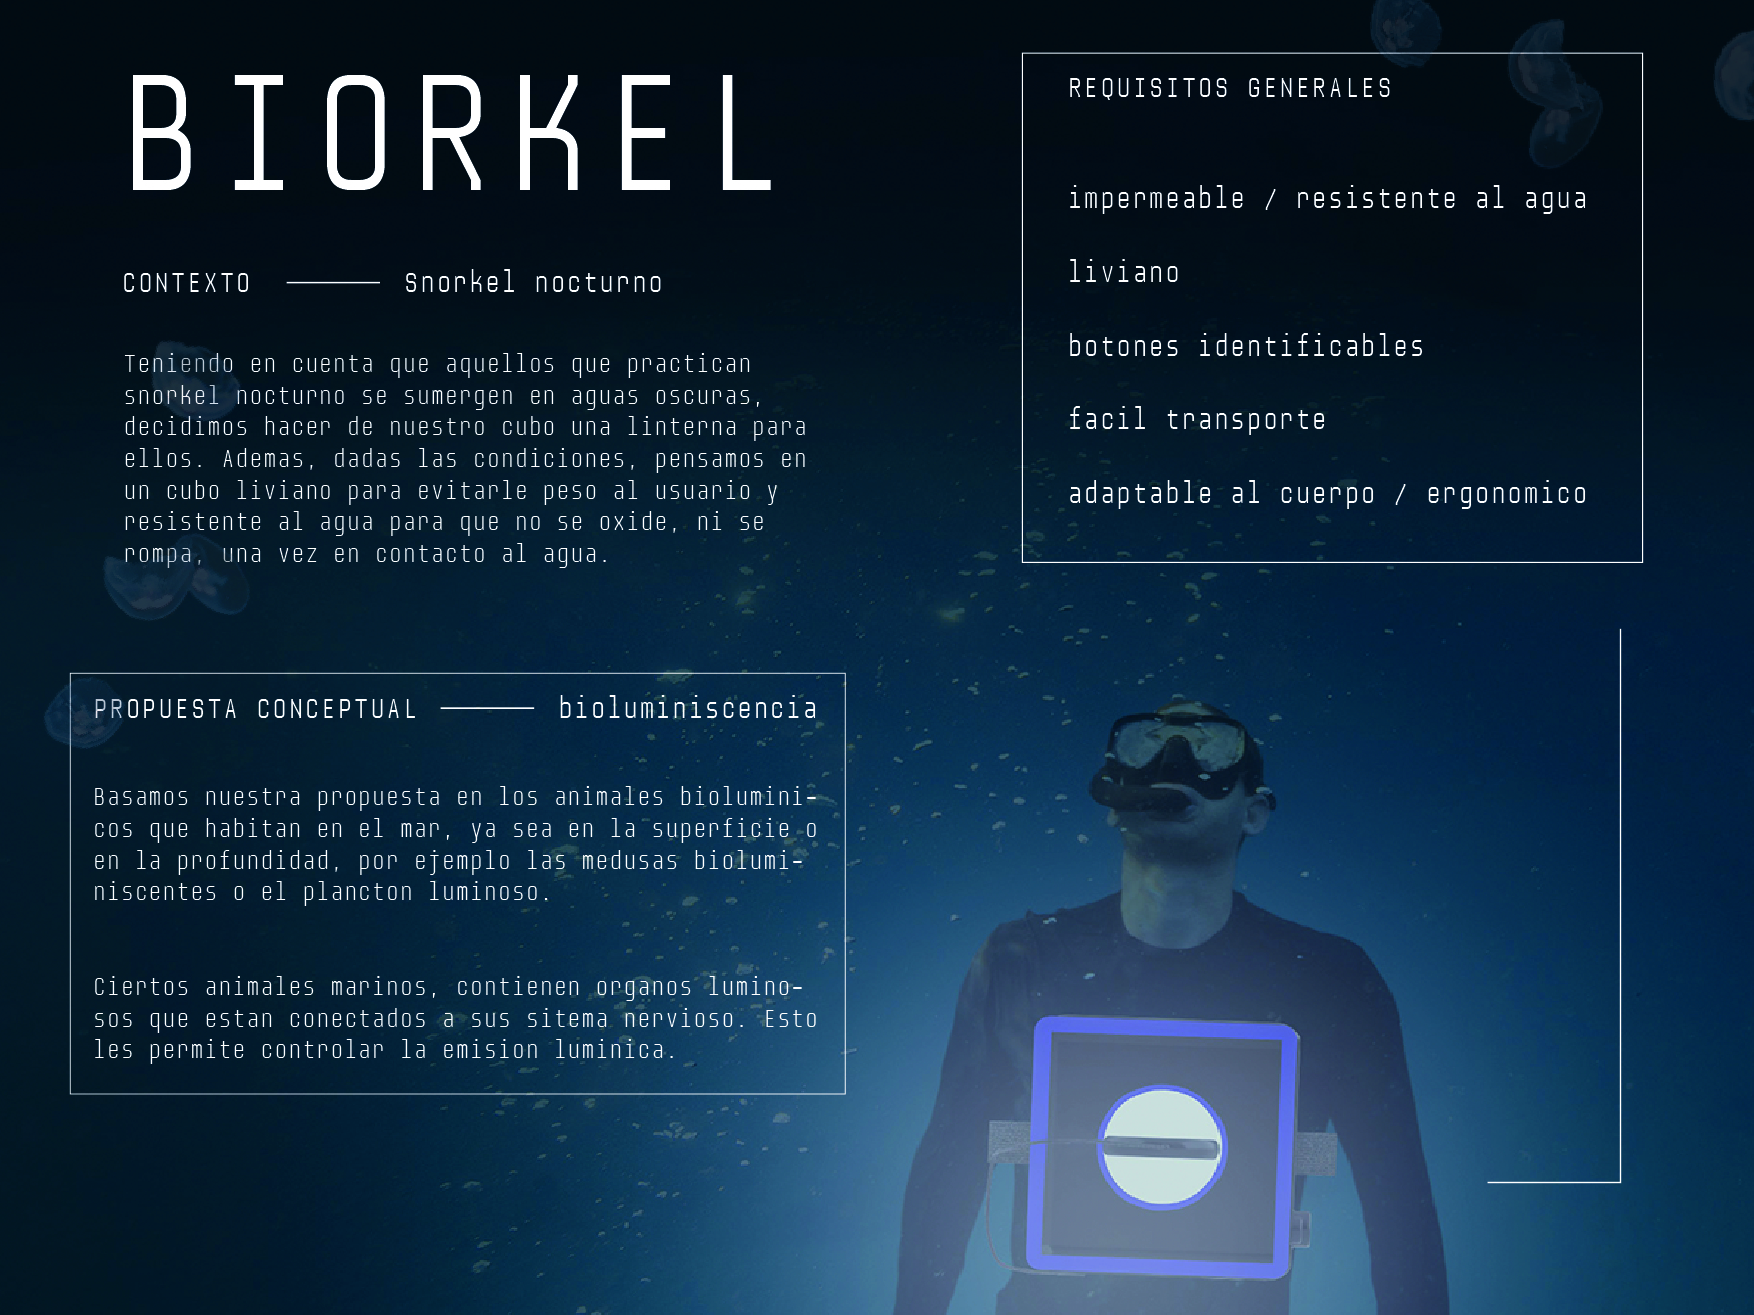 BIORKEL
CONTEXTO —— Snorkel nocturno
Teniendo en cuenta que aquellos que practican
snorkel nocturno se sumergen en aguas oscuras,
decidimos hacer de nuestro cubo una linterna para
ellos. Ademas, dadas las condiciones, pensamos en
un cubo liviano para evitarle peso al usuario y
resistente al agua para que no se oxide, ni se
rompa, una vez en contacto al agua.
REQUISITOS GENERALES
impermeable / resistente al agua
liviano
botones identificables
facil transporte
adaptable al cuerpo / ergonomico
PROPUESTA CONCEPTUAL —— bioluminiscencia
Basamos nuestra propuesta en los animales biolumini-
cos que habitan en el mar, ya sea en la superficie o
en la profundidad, por ejemplo las medusas biolumi-
niscentes o el plancton luminoso.
Ciertos animales marinos, contienen organos lumino-
sos que estan conectados a sus sitema nervioso. Esto
les permite controlar la emision luminica.